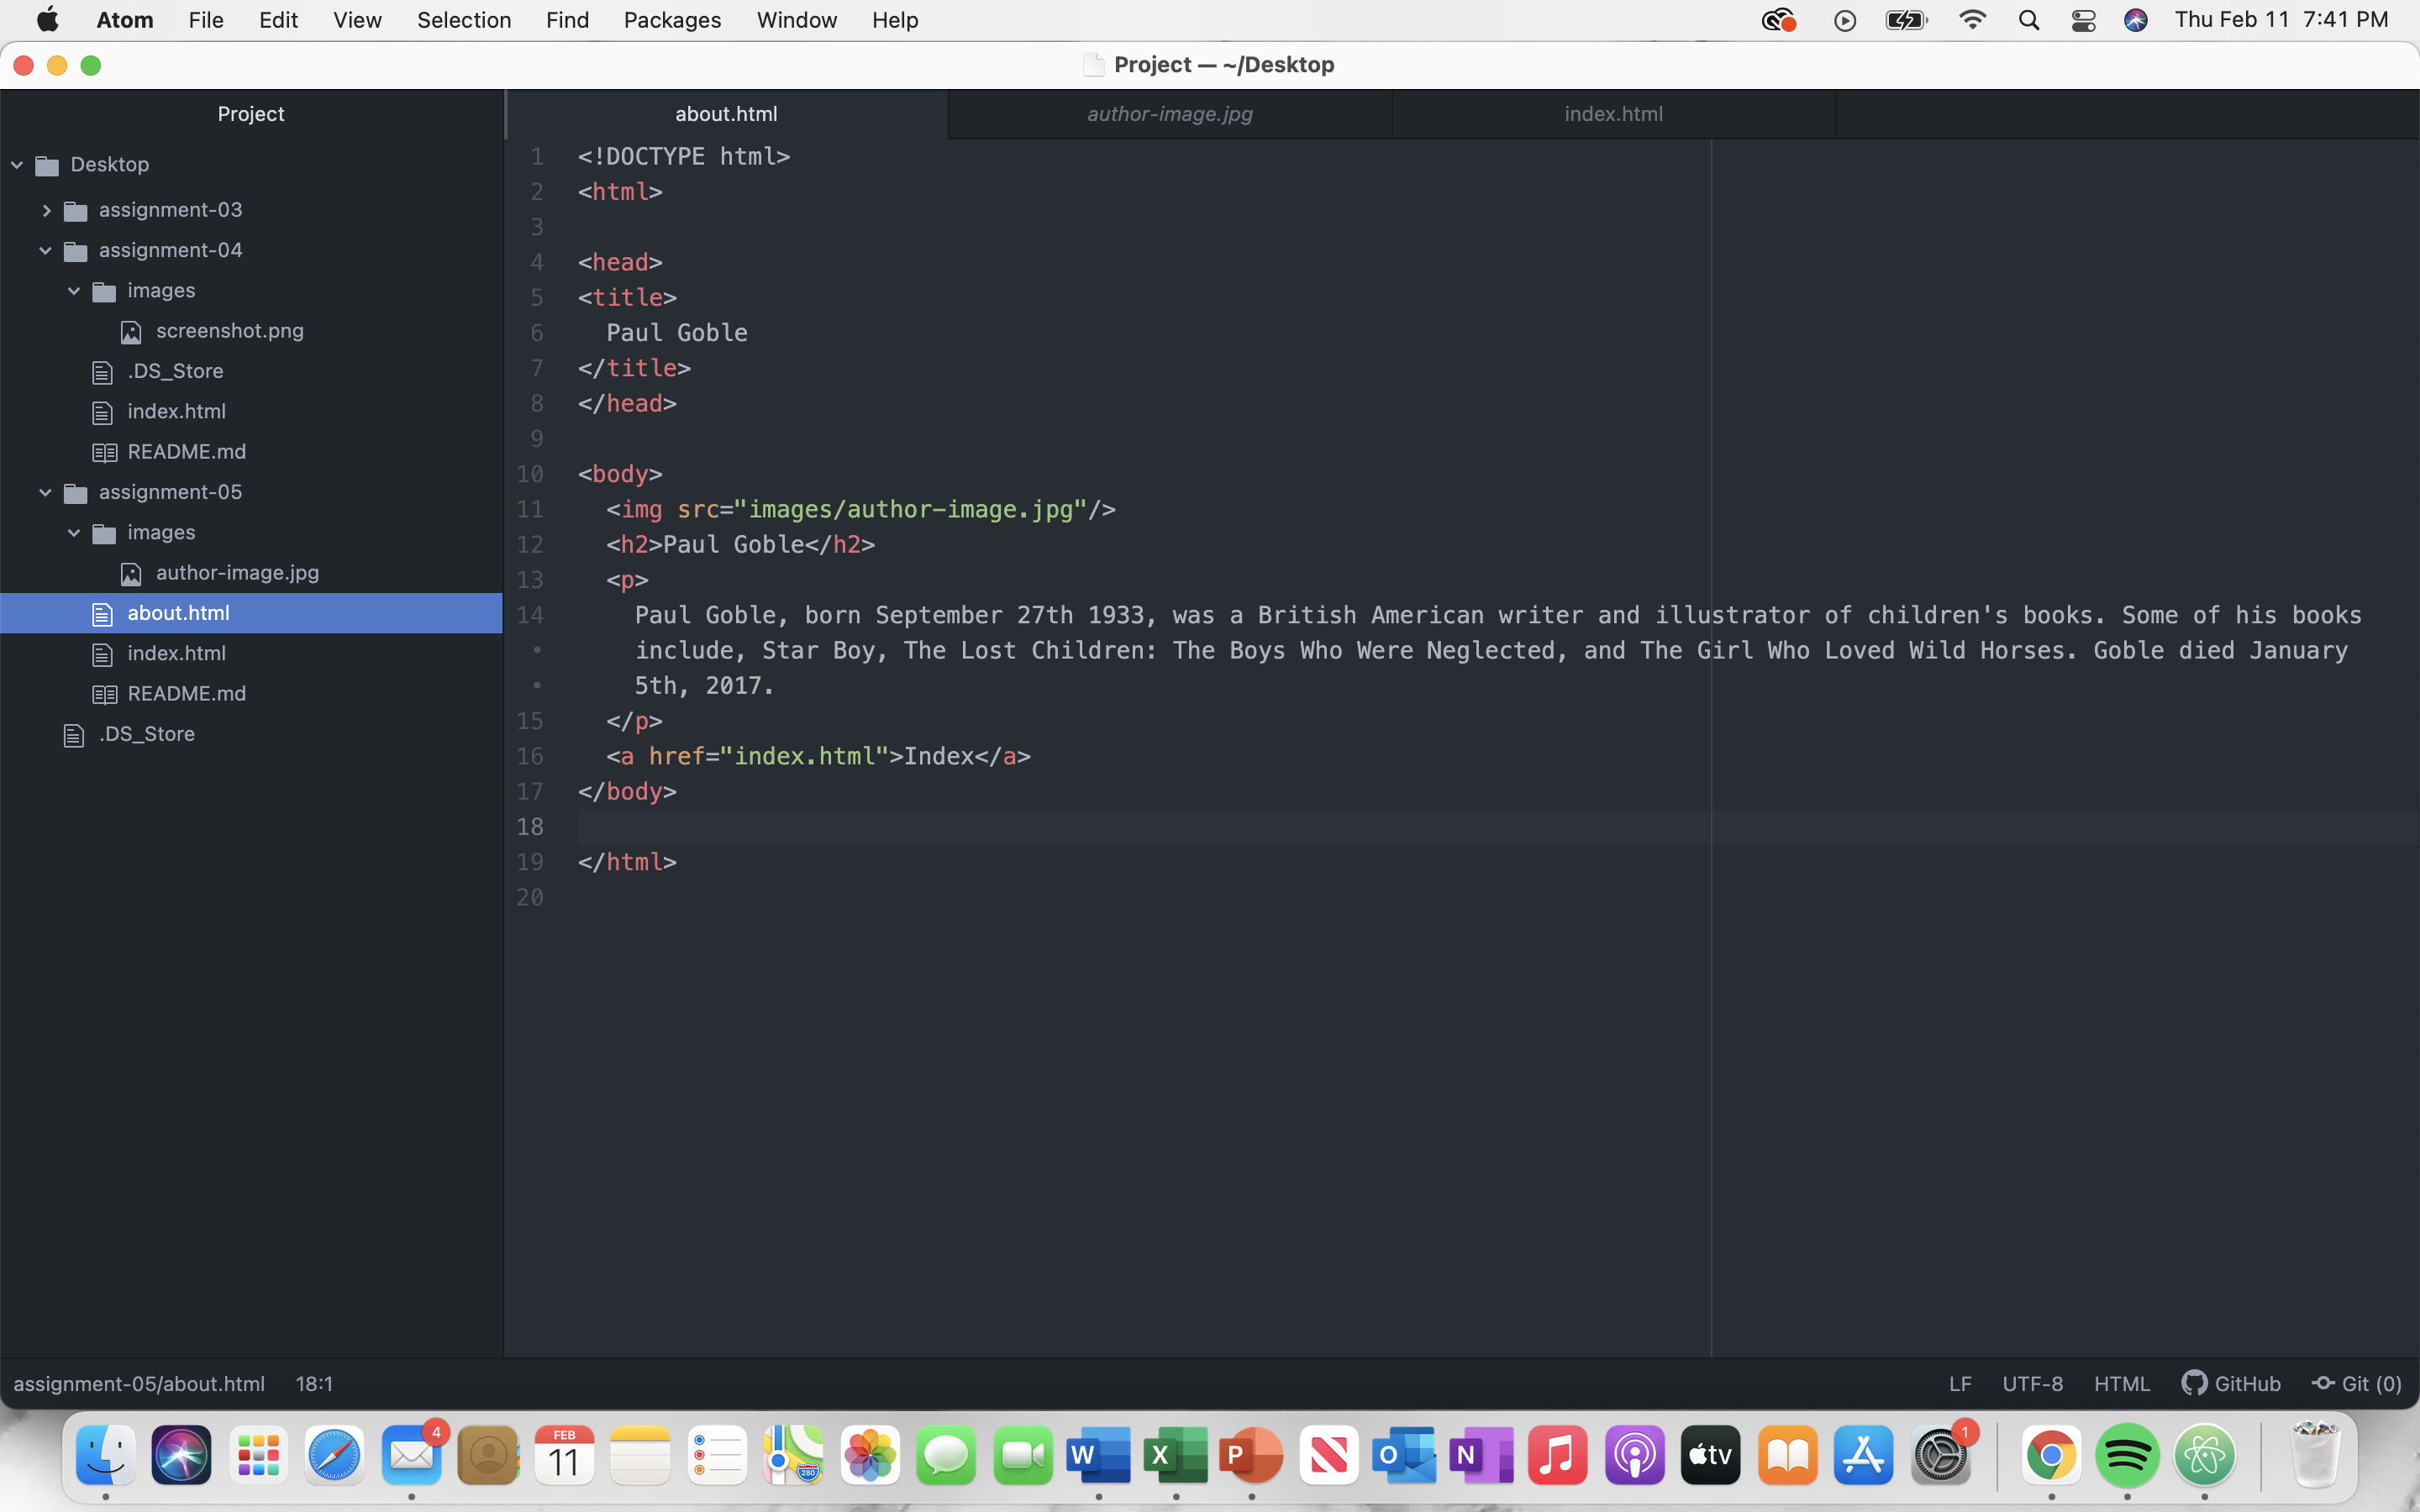 Atom File Edit View Selection Find Packages Window Help Thu Feb 11 7:41 PM
Project — ~/Desktop
Project about.html author-image.jpg index.html
Desktop
assignment-03
assignment-04
images
screenshot.png
.DS_Store
index.html
README.md
assignment-05
images
author-image.jpg
about.html
index.html
README.md
.DS_Store
1 <!DOCTYPE html>
2 <html>
3
4 <head>
5 <title>
6 Paul Goble
7 </title>
8 </head>
9
10 <body>
11 <img src="images/author-image.jpg"/>
12 <h2>Paul Goble</h2>
13 <p>
14 Paul Goble, born September 27th 1933, was a British American writer and illustrator of children's books. Some of his books
• include, Star Boy, The Lost Children: The Boys Who Were Neglected, and The Girl Who Loved Wild Horses. Goble died January
• 5th, 2017.
15 </p>
16 <a href="index.html">Index</a>
17 </body>
18
19 </html>
20
assignment-05/about.html 18:1 LF UTF-8 HTML GitHub Git (0)
4 FEB 11 280 W X P N O N tv 1